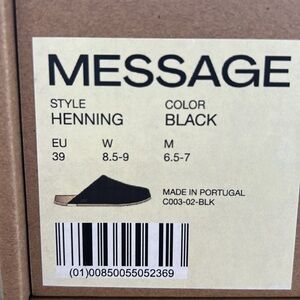 MESSAGE
STYLE COLOR
HENNING BLACK
EU W M
39 8.5-9 6.5-7
MADE IN PORTUGAL
C003-02-BLK
(01)00850055052369